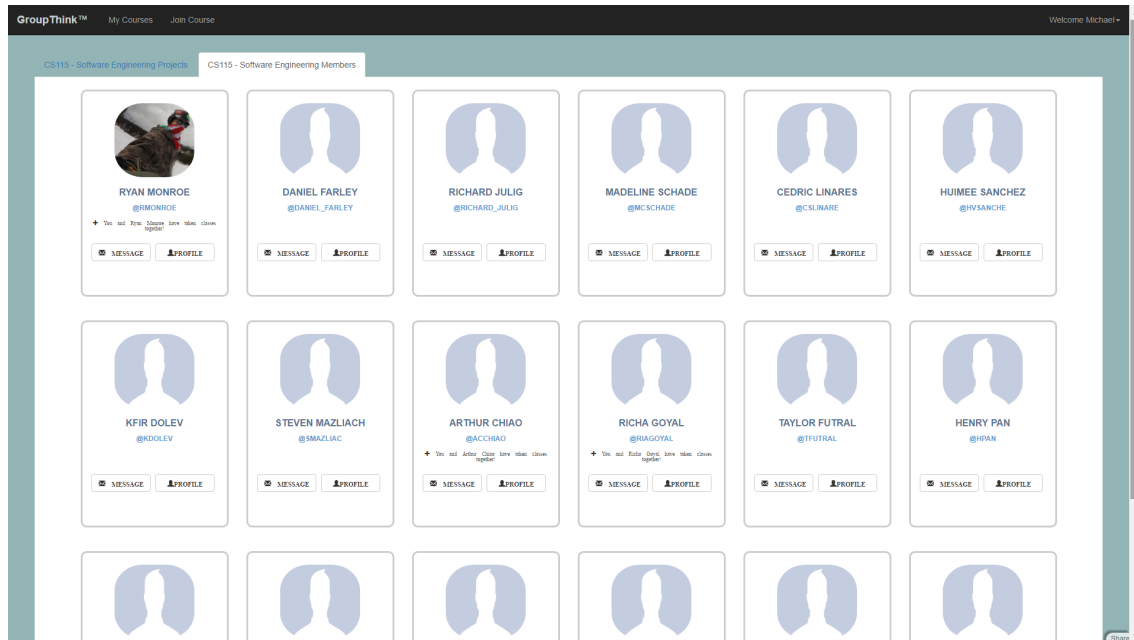 GroupThink™ My Courses Join Course Welcome Michael
CS115 - Software Engineering Projects CS115 - Software Engineering Members
RYAN MONROE DANIEL FARLEY RICHARD JULIG MADELINE SCHADE CEDRIC LINARES HUIMEE SANCHEZ
@RMONROE @DANIEL_FARLEY @RICHARD_JULIG @MCSCHADE @CSLINARE @HVSANCHE
You and Ryan Monroe have taken classes
together!
MESSAGE PROFILE MESSAGE PROFILE MESSAGE PROFILE MESSAGE PROFILE MESSAGE PROFILE MESSAGE PROFILE
KFIR DOLEV STEVEN MAZLIACH ARTHUR CHIAO RICHA GOYAL TAYLOR FUTRAL HENRY PAN
@KDOLEV @SMAZLIAC @ACCHIAO @RIAGOYAL @TFUTRAL @HPAN
You and Arthur Chiao have taken classes You and Richa Goyal have taken classes
together! together!
MESSAGE PROFILE MESSAGE PROFILE MESSAGE PROFILE MESSAGE PROFILE MESSAGE PROFILE MESSAGE PROFILE
Share